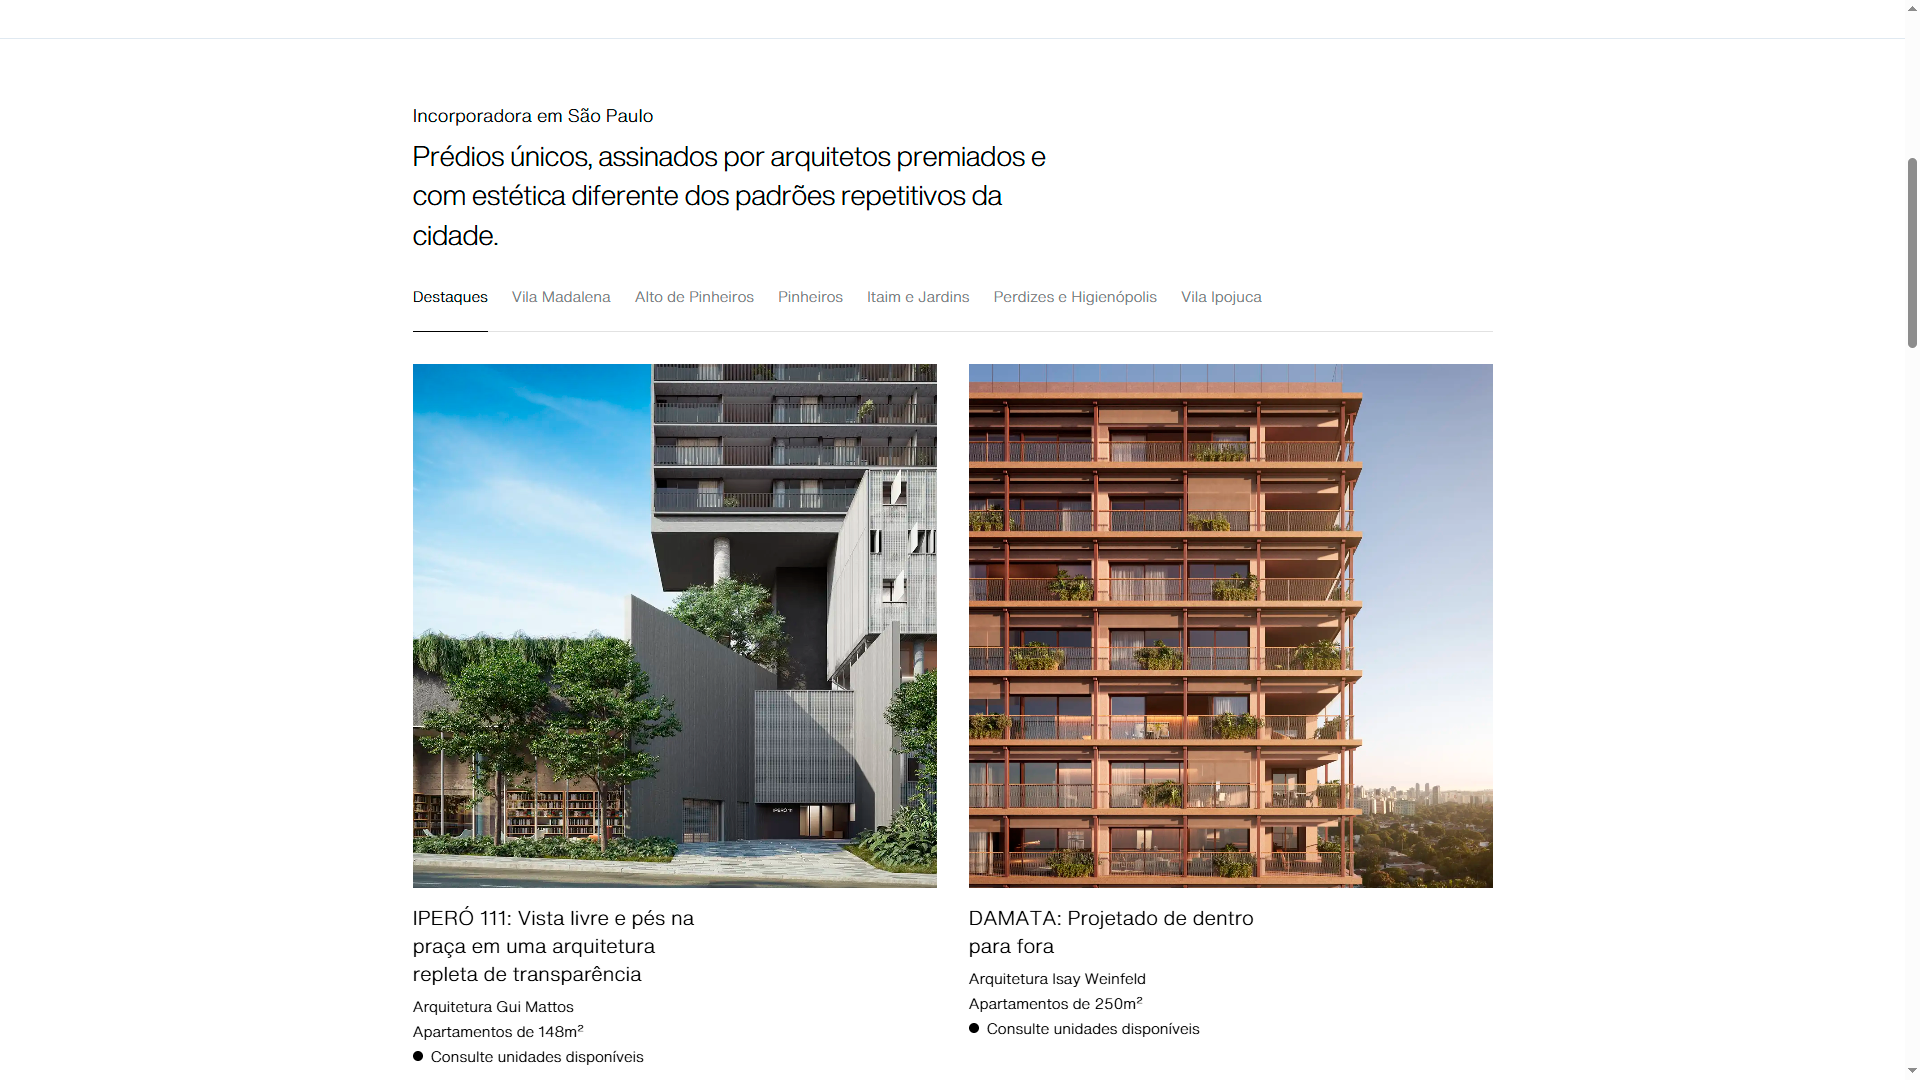 Incorporadora em São Paulo
Prédios únicos, assinados por arquitetos premiados e
com estética diferente dos padrões repetitivos da
cidade.
Destaques Vila Madalena Alto de Pinheiros Pinheiros Itaim e Jardins Perdizes e Higienópolis Vila Ipojuca
IPERÓ 111
IPERÓ 111: Vista livre e pés na
praça em uma arquitetura
repleta de transparência
Arquitetura Gui Mattos
Apartamentos de 148m²
Consulte unidades disponíveis
DAMATA: Projetado de dentro
para fora
Arquitetura Isay Weinfeld
Apartamentos de 250m²
Consulte unidades disponíveis